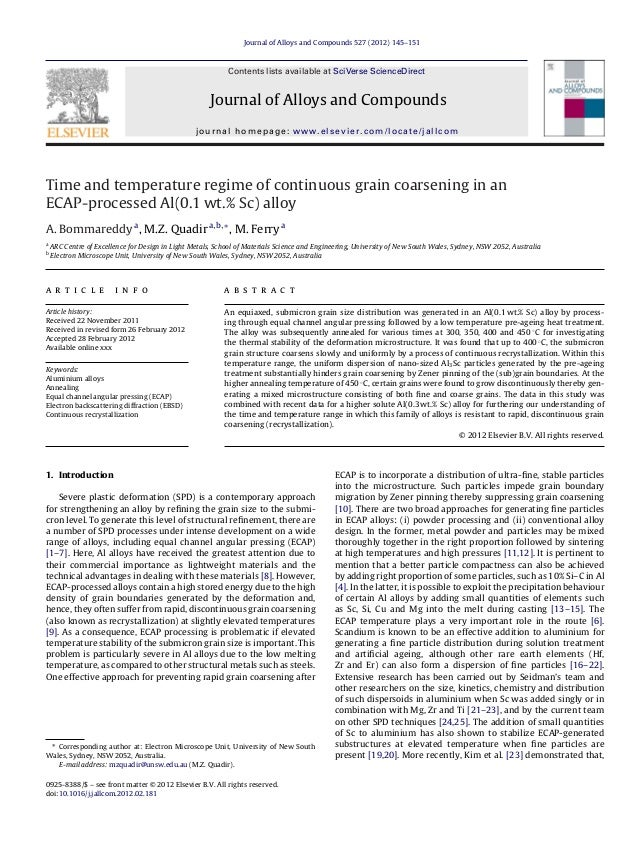 Journal of Alloys and Compounds 527 (2012) 145–151
Contents lists available at SciVerse ScienceDirect
Journal of Alloys and Compounds
journal homepage: www.elsevier.com/locate/jallcom
ELSEVIER
Journal of
ALLOYS
AND COMPOUNDS
Time and temperature regime of continuous grain coarsening in an
ECAP-processed Al(0.1 wt.% Sc) alloy
A. Bommareddy a, M.Z. Quadir a,b,∗, M. Ferry a
a ARC Centre of Excellence for Design in Light Metals, School of Materials Science and Engineering, University of New South Wales, Sydney, NSW 2052, Australia
b Electron Microscope Unit, University of New South Wales, Sydney, NSW 2052, Australia
article info
Article history:
Received 22 November 2011
Received in revised form 26 February 2012
Accepted 28 February 2012
Available online xxx
Keywords:
Aluminium alloys
Annealing
Equal channel angular pressing (ECAP)
Electron backscattering diffraction (EBSD)
Continuous recrystallization
abstract
An equiaxed, submicron grain size distribution was generated in an Al(0.1 wt.% Sc) alloy by process-
ing through equal channel angular pressing followed by a low temperature pre-ageing heat treatment.
The alloy was subsequently annealed for various times at 300, 350, 400 and 450 °C for investigating
the thermal stability of the deformation microstructure. It was found that up to 400 °C, the submicron
grain structure coarsens slowly and uniformly by a process of continuous recrystallization. Within this
temperature range, the uniform dispersion of nano-sized Al3Sc particles generated by the pre-ageing
treatment substantially hinders grain coarsening by Zener pinning of the (sub)grain boundaries. At the
higher annealing temperature of 450 °C, certain grains were found to grow discontinuously thereby gen-
erating a mixed microstructure consisting of both fine and coarse grains. The data in this study was
combined with recent data for a higher solute Al(0.3wt.% Sc) alloy for furthering our understanding of
the time and temperature range in which this family of alloys is resistant to rapid, discontinuous grain
coarsening (recrystallization).
© 2012 Elsevier B.V. All rights reserved.
1. Introduction
Severe plastic deformation (SPD) is a contemporary approach
for strengthening an alloy by refining the grain size to the submi-
cron level. To generate this level of structural refinement, there are
a number of SPD processes under intense development on a wide
range of alloys, including equal channel angular pressing (ECAP)
[1–7]. Here, Al alloys have received the greatest attention due to
their commercial importance as lightweight materials and the
technical advantages in dealing with these materials [8]. However,
ECAP-processed alloys contain a high stored energy due to the high
density of grain boundaries generated by the deformation and,
hence, they often suffer from rapid, discontinuous grain coarsening
(also known as recrystallization) at slightly elevated temperatures
[9]. As a consequence, ECAP processing is problematic if elevated
temperature stability of the submicron grain size is important. This
problem is particularly severe in Al alloys due to the low melting
temperature, as compared to other structural metals such as steels.
One effective approach for preventing rapid grain coarsening after
∗ Corresponding author at: Electron Microscope Unit, University of New South
Wales, Sydney, NSW 2052, Australia.
E-mail address: mzquadir@unsw.edu.au (M.Z. Quadir).
ECAP is to incorporate a distribution of ultra-fine, stable particles
into the microstructure. Such particles impede grain boundary
migration by Zener pinning thereby suppressing grain coarsening
[10]. There are two broad approaches for generating fine particles
in ECAP alloys: (i) powder processing and (ii) conventional alloy
design. In the former, metal powder and particles may be mixed
thoroughly together in the right proportion followed by sintering
at high temperatures and high pressures [11,12]. It is pertinent to
mention that a better particle compactness can also be achieved
by adding right proportion of some particles, such as 10% Si–C in Al
[4]. In the latter, it is possible to exploit the precipitation behaviour
of certain Al alloys by adding small quantities of elements such
as Sc, Si, Cu and Mg into the melt during casting [13–15]. The
ECAP temperature plays a very important role in the route [6].
Scandium is known to be an effective addition to aluminium for
generating a fine particle distribution during solution treatment
and artificial ageing, although other rare earth elements (Hf,
Zr and Er) can also form a dispersion of fine particles [16–22].
Extensive research has been carried out by Seidman's team and
other researchers on the size, kinetics, chemistry and distribution
of such dispersoids in aluminium when Sc was added singly or in
combination with Mg, Zr and Ti [21–23], and by the current team
on other SPD techniques [24,25]. The addition of small quantities
of Sc to aluminium has also shown to stabilize ECAP-generated
substructures at elevated temperature when fine particles are
present [19,20]. More recently, Kim et al. [23] demonstrated that,
0925-8388/$ – see front matter © 2012 Elsevier B.V. All rights reserved.
doi:10.1016/j.jallcom.2012.02.181